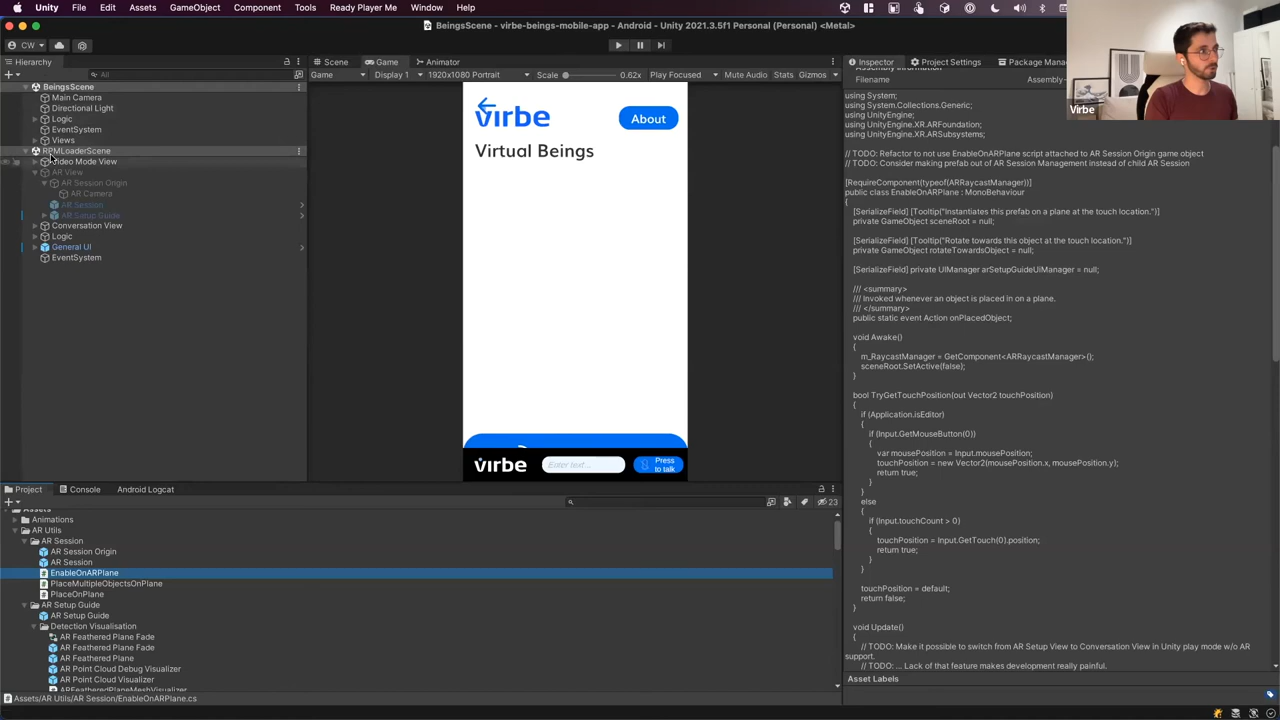 Unity File Edit Assets GameObject Component Window Help
BeingsScene - virbe-beings-mobile-app - Android - Unity 2021.3.5f1 Personal (Personal) <Metal>
CW
Hierarchy
All
BeingsScene
Main Camera
Directional Light
Logic
EventSystem
Views
RPMLoaderScene
Video Mode View
AR View
AR Session Origin
AR Camera
AR Session
AR Setup Guide
Conversation View
Logic
General UI
EventSystem
Scene Game Animator
Game Display 1 1920x1080 Portrait Scale 0.62x Play Focused Mute Audio Stats Gizmos
virbe
About
Virtual Beings
virbe
Enter text...
Press
to talk
Inspector Project Settings Package Mana
Assembly Information
Filename Assembly-
using System;
using System.Collections.Generic;
using UnityEngine;
using UnityEngine.XR.ARFoundation;
using UnityEngine.XR.ARSubsystems;
// TODO: Refactor to not use EnableOnARPlane script attached to AR Session Origin game object
// TODO: Consider making prefab out of AR Session Management instead of child AR Session
[RequireComponent(typeof(ARRaycastManager))]
public class EnableOnARPlane : MonoBehaviour
{
[SerializeField] [Tooltip("Instantiates this prefab on a plane at the touch location.")]
private GameObject sceneRoot = null;
[SerializeField] [Tooltip("Rotate towards this object at the touch location.")]
private GameObject rotateTowardsObject = null;
[SerializeField] private UIManager arSetupGuideUiManager = null;
/// <summary>
/// Invoked whenever an object is placed in on a plane.
/// </summary>
public static event Action onPlacedObject;
void Awake()
{
m_RaycastManager = GetComponent<ARRaycastManager>();
sceneRoot.SetActive(false);
}
bool TryGetTouchPosition(out Vector2 touchPosition)
{
if (Application.isEditor)
{
if (Input.GetMouseButton(0))
{
var mousePosition = Input.mousePosition;
touchPosition = new Vector2(mousePosition.x, mousePosition.y);
return true;
}
}
else
{
if (Input.touchCount > 0)
{
touchPosition = Input.GetTouch(0).position;
return true;
}
}
touchPosition = default;
return false;
}
void Update()
{
// TODO: Make it possible to switch from AR Setup View to Conversation View in Unity play mode w/o AR
support.
// TODO: ... Lack of that feature makes development really painful.
Asset Labels
Virbe
Project Console Android Logcat
23
Assets
Animations
AR Utils
AR Session
AR Session Origin
AR Session
EnableOnARPlane
PlaceMultipleObjectsOnPlane
PlaceOnPlane
AR Setup Guide
AR Setup Guide
Detection Visualisation
AR Feathered Plane Fade
AR Feathered Plane Fade
AR Feathered Plane
AR Point Cloud Debug Visualizer
AR Point Cloud Visualizer
ARFeatheredPlaneMeshVisualizer
Assets/AR Utils/AR Session/EnableOnARPlane.cs